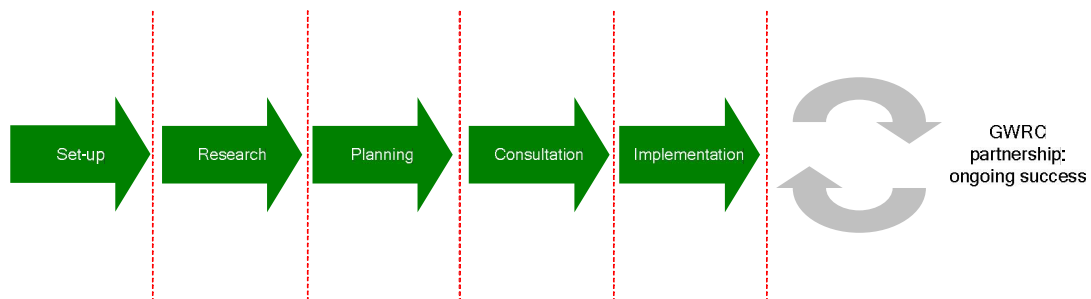 Set-up
Research
Planning
Consultation
Implementation
GWRC
partnership:
ongoing success